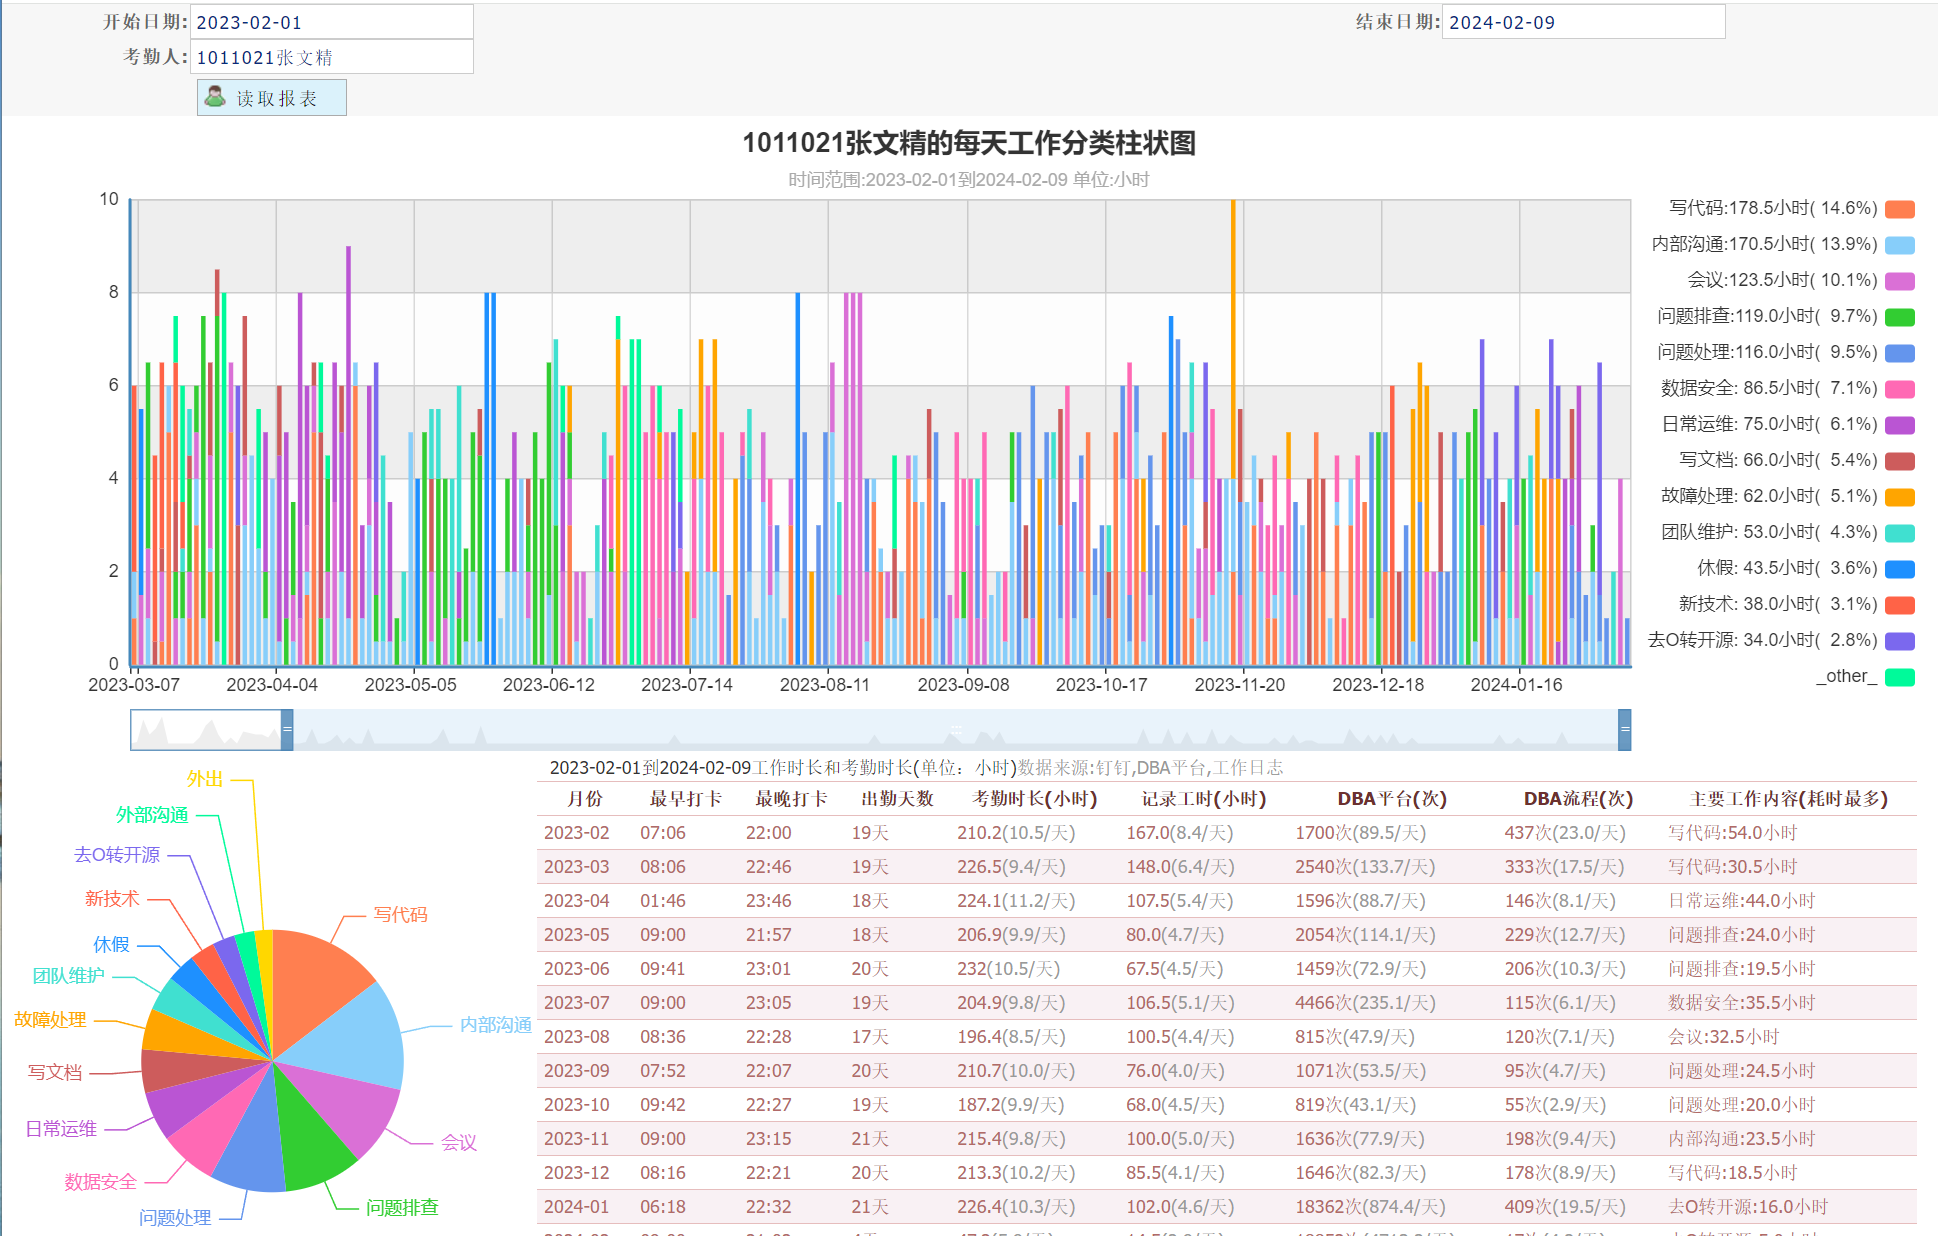 开始日期: 2023-02-01 结束日期: 2024-02-09
考勤人: 1011021张文精
读取报表
1011021张文精的每天工作分类柱状图
时间范围:2023-02-01到2024-02-09 单位:小时
10
8
6
4
2
0
2023-03-07 2023-04-04 2023-05-05 2023-06-12 2023-07-14 2023-08-11 2023-09-08 2023-10-17 2023-11-20 2023-12-18 2024-01-16
写代码:178.5小时( 14.6%)
内部沟通:170.5小时( 13.9%)
会议:123.5小时( 10.1%)
问题排查:119.0小时( 9.7%)
问题处理:116.0小时( 9.5%)
数据安全: 86.5小时( 7.1%)
日常运维: 75.0小时( 6.1%)
写文档: 66.0小时( 5.4%)
故障处理: 62.0小时( 5.1%)
团队维护: 53.0小时( 4.3%)
休假: 43.5小时( 3.6%)
新技术: 38.0小时( 3.1%)
去O转开源: 34.0小时( 2.8%)
_other_
外出
外部沟通
去O转开源
新技术
休假
团队维护
故障处理
写文档
日常运维
数据安全
问题处理
问题排查
会议
内部沟通
写代码
2023-02-01到2024-02-09工作时长和考勤时长(单位：小时)数据来源:钉钉,DBA平台,工作日志
月份 最早打卡 最晚打卡 出勤天数 考勤时长(小时) 记录工时(小时) DBA平台(次) DBA流程(次) 主要工作内容(耗时最多)
2023-02 07:06 22:00 19天 210.2(10.5/天) 167.0(8.4/天) 1700次(89.5/天) 437次(23.0/天) 写代码:54.0小时
2023-03 08:06 22:46 19天 226.5(9.4/天) 148.0(6.4/天) 2540次(133.7/天) 333次(17.5/天) 写代码:30.5小时
2023-04 01:46 23:46 18天 224.1(11.2/天) 107.5(5.4/天) 1596次(88.7/天) 146次(8.1/天) 日常运维:44.0小时
2023-05 09:00 21:57 18天 206.9(9.9/天) 80.0(4.7/天) 2054次(114.1/天) 229次(12.7/天) 问题排查:24.0小时
2023-06 09:41 23:01 20天 232(10.5/天) 67.5(4.5/天) 1459次(72.9/天) 206次(10.3/天) 问题排查:19.5小时
2023-07 09:00 23:05 19天 204.9(9.8/天) 106.5(5.1/天) 4466次(235.1/天) 115次(6.1/天) 数据安全:35.5小时
2023-08 08:36 22:28 17天 196.4(8.5/天) 100.5(4.4/天) 815次(47.9/天) 120次(7.1/天) 会议:32.5小时
2023-09 07:52 22:07 20天 210.7(10.0/天) 76.0(4.0/天) 1071次(53.5/天) 95次(4.7/天) 问题处理:24.5小时
2023-10 09:42 22:27 19天 187.2(9.9/天) 68.0(4.5/天) 819次(43.1/天) 55次(2.9/天) 问题处理:20.0小时
2023-11 09:00 23:15 21天 215.4(9.8/天) 100.0(5.0/天) 1636次(77.9/天) 198次(9.4/天) 内部沟通:23.5小时
2023-12 08:16 22:21 20天 213.3(10.2/天) 85.5(4.1/天) 1646次(82.3/天) 178次(8.9/天) 写代码:18.5小时
2024-01 06:18 22:32 21天 226.4(10.3/天) 102.0(4.6/天) 18362次(874.4/天) 409次(19.5/天) 去O转开源:16.0小时